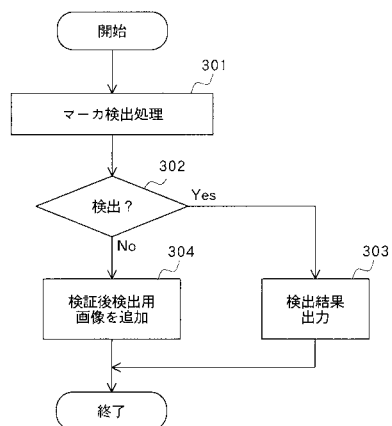 開始
301
マーカ検出処理
302
検出？
Yes
No
304
303
検証後検出用
画像を追加
検出結果
出力
終了